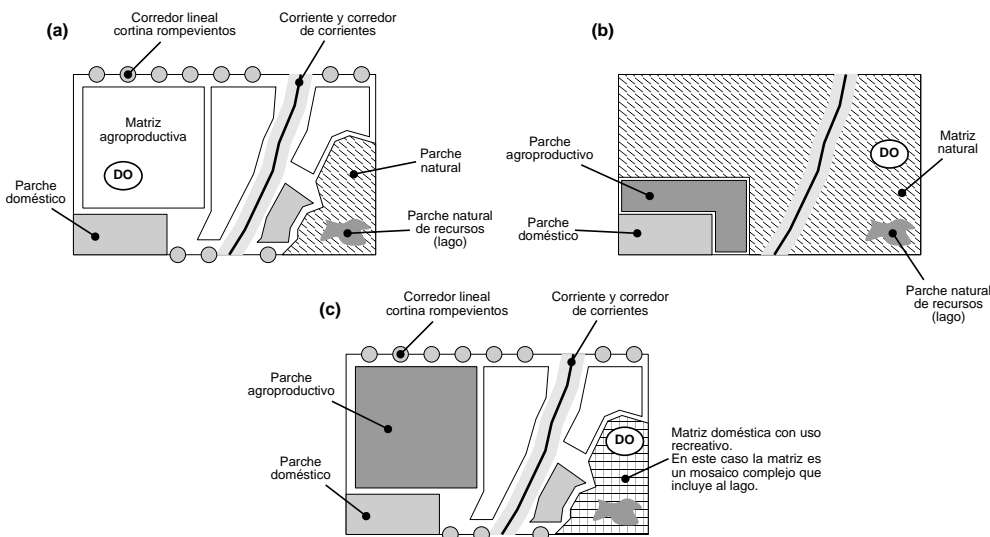 (a)
Corredor lineal
cortina rompevientos
Corriente y corredor
de corrientes
Matriz
agroproductiva
DO
Parche
doméstico
Parche
natural
Parche natural
de recursos
(lago)
(b)
Parche
agroproductivo
Parche
doméstico
DO
Matriz
natural
Parche natural
de recursos
(lago)
(c)
Corredor lineal
cortina rompevientos
Corriente y corredor
de corrientes
Parche
agroproductivo
Parche
doméstico
DO
Matriz doméstica con uso
recreativo.
En este caso la matriz es
un mosaico complejo que
incluye al lago.